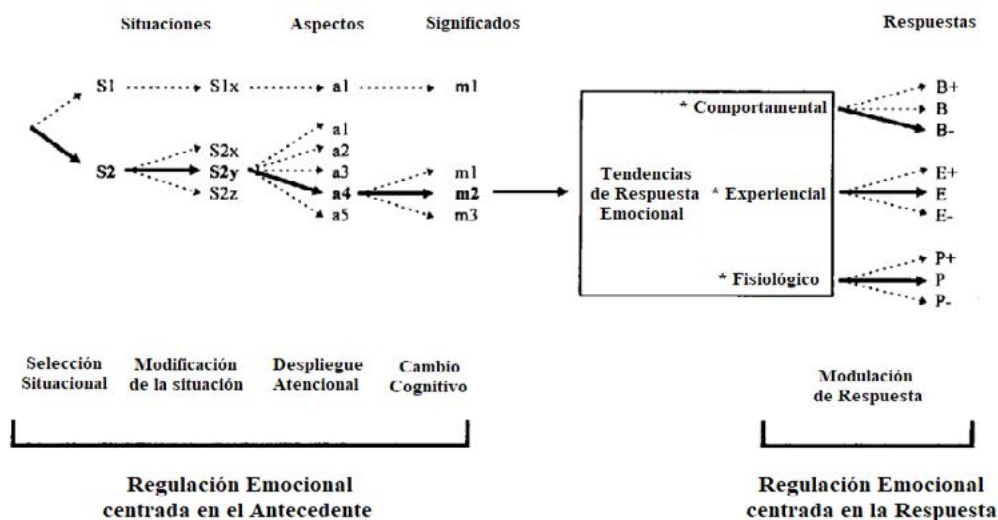 Situaciones Aspectos Significados Respuestas
S1 S1x a1 m1
S2 S2x S2y S2z
a1 a2 a3 a4 a5
m1 m2 m3
Tendencias
de Respuesta
Emocional
* Comportamental
* Experiencial
* Fisiológico
B+
B
B-
E+
E
E-
P+
P
P-
Selección
Situacional
Modificación
de la situación
Despliegue
Atencional
Cambio
Cognitivo
Modulación
de Respuesta
Regulación Emocional
centrada en el Antecedente
Regulación Emocional
centrada en la Respuesta